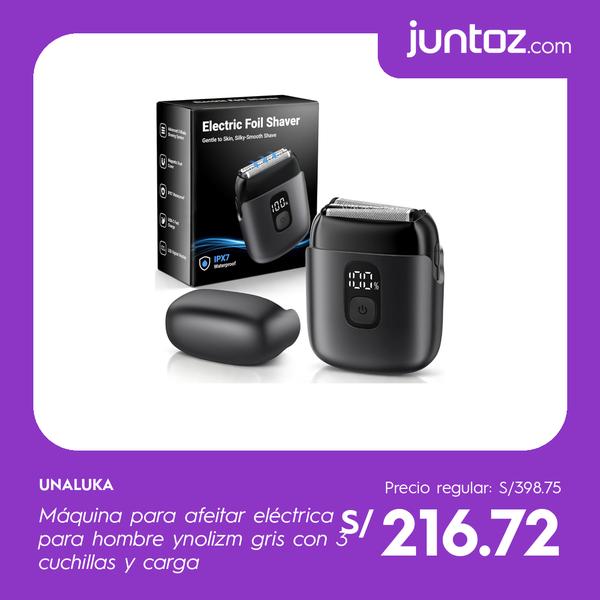 juntoz.com
Electric Foil Shaver
Gentle to Skin, Silky-Smooth Shave
100%
IPX7
Waterproof
100%
UNALUKA
Precio regular: S/398.75
Máquina para afeitar eléctrica
para hombre ynolizm gris con 3
cuchillas y carga
S/ 216.72